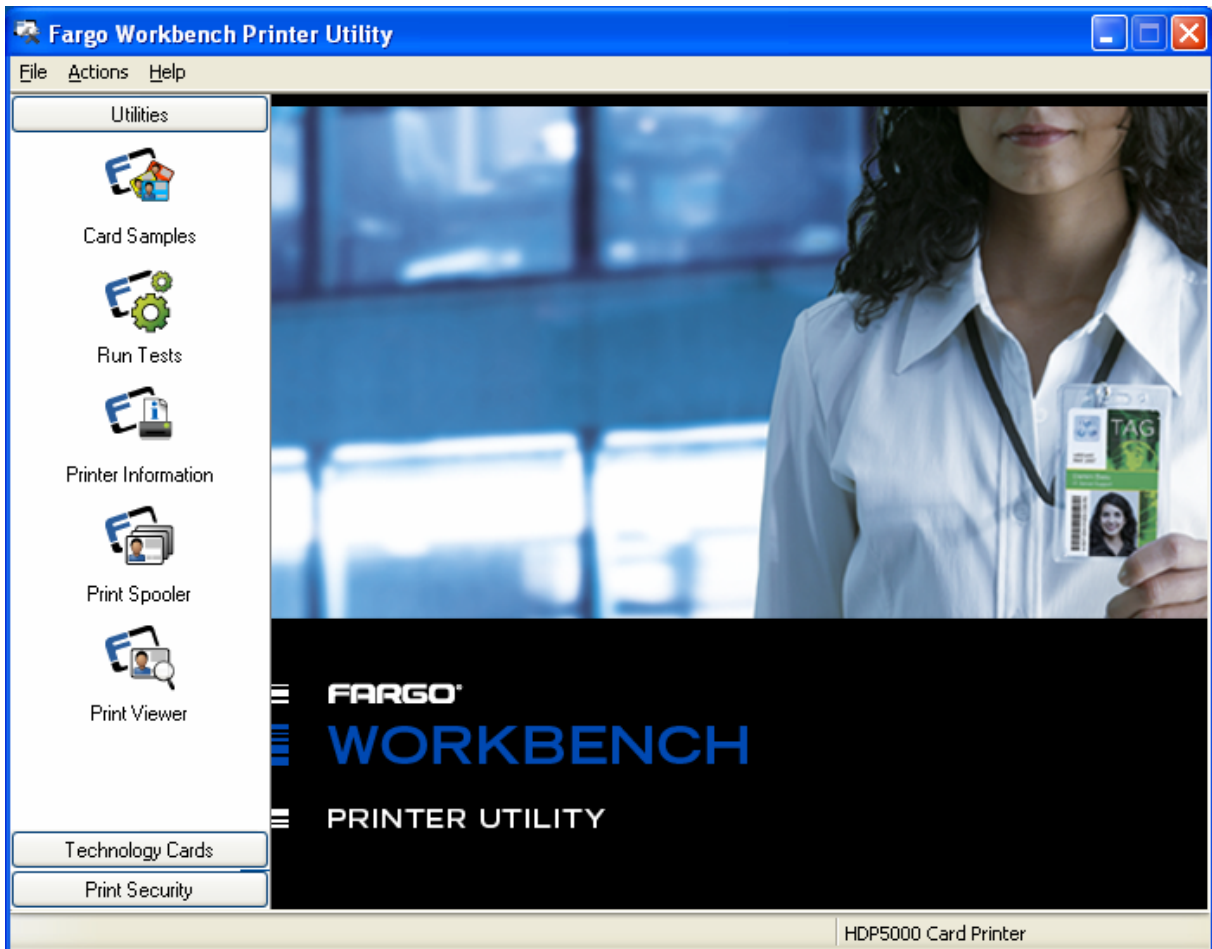 Fargo Workbench Printer Utility
File Actions Help
Utilities
Card Samples
Run Tests
Printer Information
Print Spooler
Print Viewer
Technology Cards
Print Security
TAG
FARGO®
WORKBENCH
PRINTER UTILITY
HDP5000 Card Printer